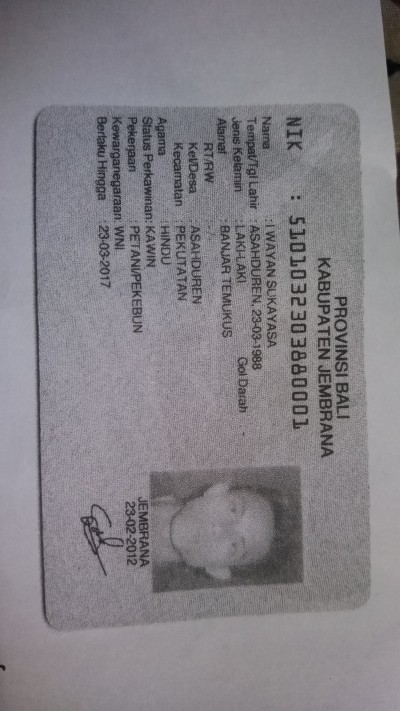 PROVINSI BALI
KABUPATEN JEMBRANA
NIK : 5101032303880001
Nama : I WAYAN SUKAYASA
Tempat/Tgl Lahir : ASAHDUREN, 23-03-1988
Jenis Kelamin : LAKI-LAKI Gol Darah -
Alamat : BANJAR TEMUKUS
RT/RW : -/-
Kel/Desa : ASAHDUREN
Kecamatan : PEKUTATAN
Agama : HINDU
Status Perkawinan: KAWIN
Pekerjaan : PETANI/PEKEBUN
Kewarganegaraan: WNI
Berlaku Hingga : 23-03-2017
JEMBRANA
23-02-2012